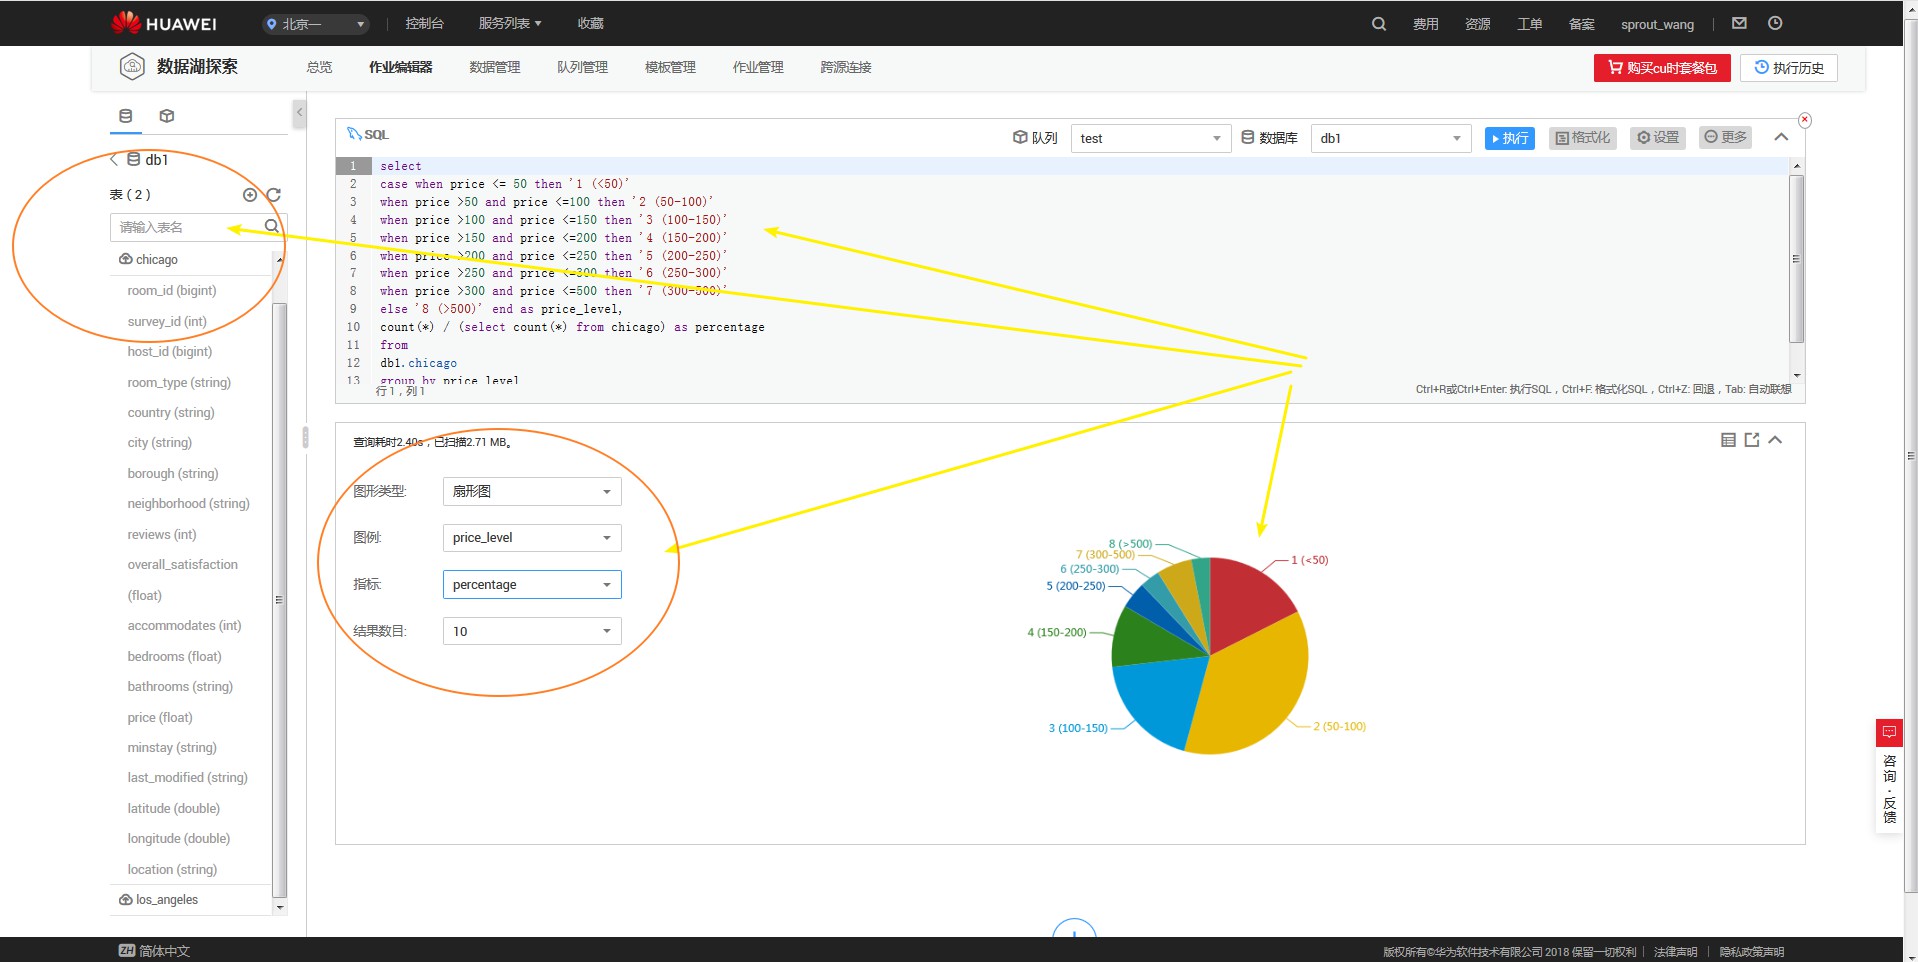 HUAWEI 北京一 控制台 服务列表 收藏 费用 资源 工单 备案 sprout_wang
数据湖探索 总览 作业编辑器 数据管理 队列管理 模板管理 作业管理 跨源连接 购买cu时套餐包 执行历史
db1
表 ( 2 )
请输入表名
chicago
room_id (bigint)
survey_id (int)
host_id (bigint)
room_type (string)
country (string)
city (string)
borough (string)
neighborhood (string)
reviews (int)
overall_satisfaction
(float)
accommodates (int)
bedrooms (float)
bathrooms (string)
price (float)
minstay (string)
last_modified (string)
latitude (double)
longitude (double)
location (string)
los_angeles
SQL 队列 test 数据库 db1 执行 格式化 设置 更多
1 select
2 case when price <= 50 then '1 (<50)'
3 when price >50 and price <=100 then '2 (50-100)'
4 when price >100 and price <=150 then '3 (100-150)'
5 when price >150 and price <=200 then '4 (150-200)'
6 when price >200 and price <=250 then '5 (200-250)'
7 when price >250 and price <=300 then '6 (250-300)'
8 when price >300 and price <=500 then '7 (300-500)'
9 else '8 (>500)' end as price_level,
10 count(*) / (select count(*) from chicago) as percentage
11 from
12 db1.chicago
13 group by price_level
行 1 , 列 1 Ctrl+R或Ctrl+Enter: 执行SQL , Ctrl+F: 格式化SQL , Ctrl+Z: 回退 , Tab: 自动联想
查询耗时2.40s , 已扫描2.71 MB。
图形类型: 扇形图
图例: price_level
指标: percentage
结果数目: 10
8 (>500)
7 (300-500)
6 (250-300)
5 (200-250)
4 (150-200)
3 (100-150)
1 (<50)
2 (50-100)
咨询·反馈
ZH 简体中文 版权所有©华为软件技术有限公司 2018 保留一切权利 | 法律声明 | 隐私政策声明